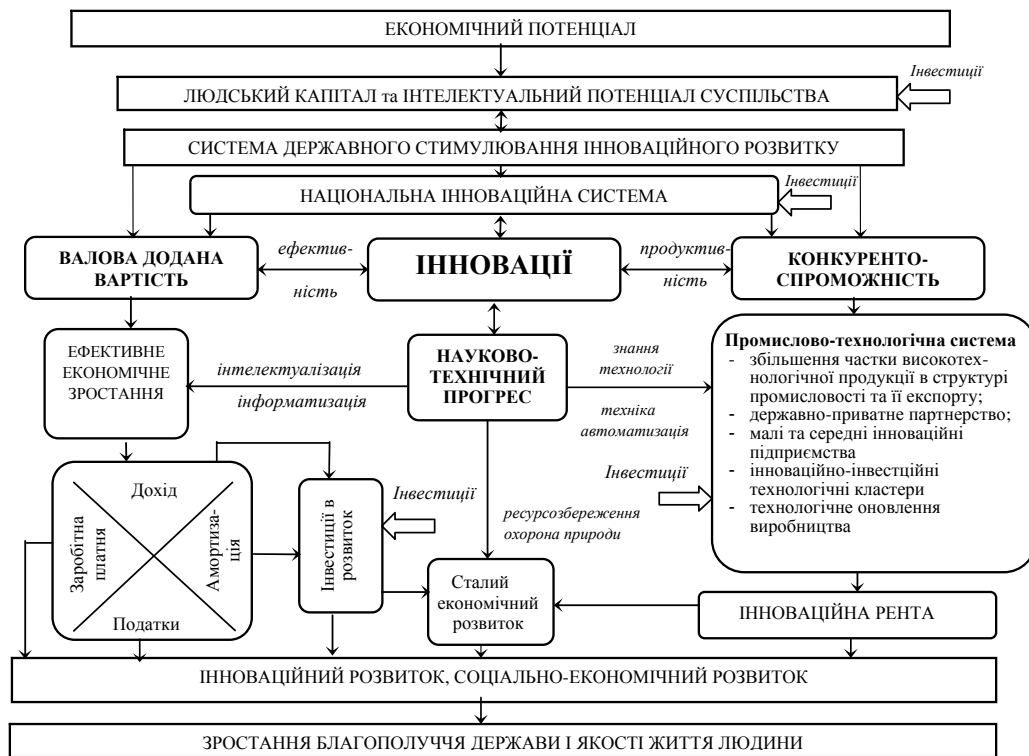 ЕКОНОМІЧНИЙ ПОТЕНЦІАЛ
Інвестиції
ЛЮДСЬКИЙ КАПІТАЛ та ІНТЕЛЕКТУАЛЬНИЙ ПОТЕНЦІАЛ СУСПІЛЬСТВА
СИСТЕМА ДЕРЖАВНОГО СТИМУЛЮВАННЯ ІННОВАЦІЙНОГО РОЗВИТКУ
Інвестиції
НАЦІОНАЛЬНА ІННОВАЦІЙНА СИСТЕМА
ВАЛОВА ДОДАНА
ВАРТІСТЬ
ефектив-
ність
ІННОВАЦІЇ
продуктив-
ність
КОНКУРЕНТО-
СПРОМОЖНІСТЬ
ЕФЕКТИВНЕ
ЕКОНОМІЧНЕ
ЗРОСТАННЯ
інтелектуалізація
інформатизація
НАУКОВО-
ТЕХНІЧНИЙ
ПРОГРЕС
знання
технології
техніка
автоматизація
Промислово-технологічна система
- збільшення частки високотех-
нологічної продукції в структурі
промисловості та її експорту;
- державно-приватне партнерство;
- малі та середні інноваційні
підприємства
- інноваційно-інвестційні
технологічні кластери
- технологічне оновлення
виробництва
Інвестиції
Дохід
Заробітна
платня
Амортиза-
ція
Податки
Інвестиції в
розвиток
Інвестиції
ресурсозбереження
охорона природи
Сталий
економічний
розвиток
ІННОВАЦІЙНА РЕНТА
ІННОВАЦІЙНИЙ РОЗВИТОК, СОЦІАЛЬНО-ЕКОНОМІЧНИЙ РОЗВИТОК
ЗРОСТАННЯ БЛАГОПОЛУЧЧЯ ДЕРЖАВИ І ЯКОСТІ ЖИТТЯ ЛЮДИНИ